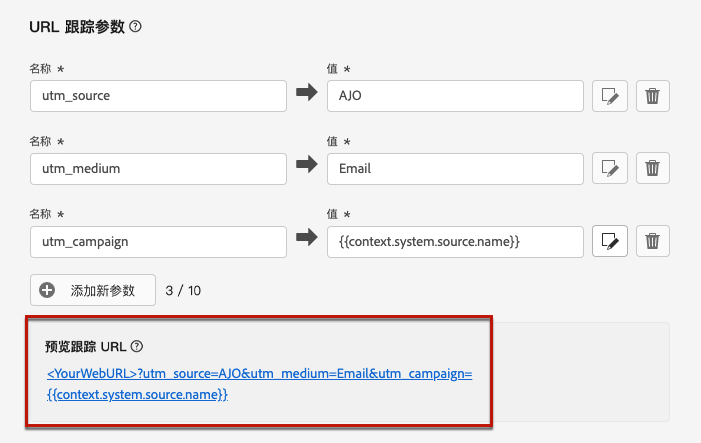 URL 跟踪参数
名称 * 值 *
utm_source AJO
名称 * 值 *
utm_medium Email
名称 * 值 *
utm_campaign {{context.system.source.name}}
添加新参数 3 / 10
预览跟踪 URL
<YourWebURL>?utm_source=AJO&utm_medium=Email&utm_campaign=
{{context.system.source.name}}